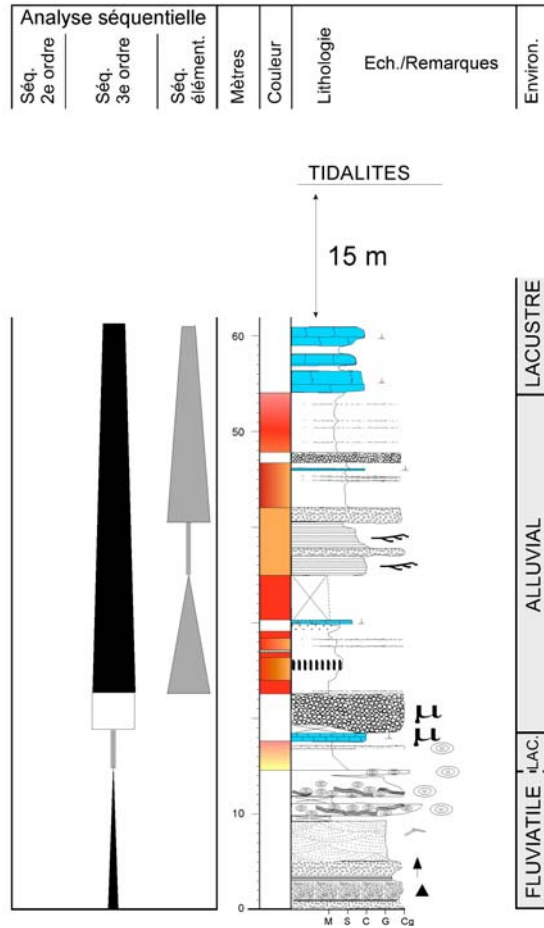 Analyse séquentielle
Séq.
2e ordre
Séq.
3e ordre
Séq.
élément.
Mètres
Couleur
Lithologie
Ech./Remarques
Environ.
TIDALITES
15 m
60
LACUSTRE
50
ALLUVIAL
LAC.
10
FLUVIATILE
0
M S C G Cg